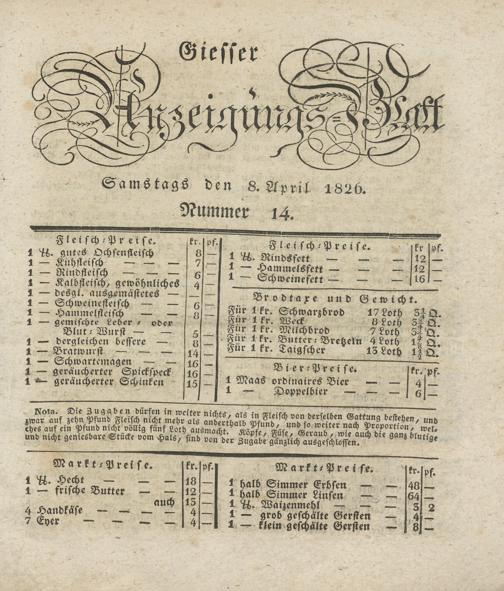 Giesser
Anzeigungs-Blatt
Samstags den 8. April 1826.
Nummer 14.
Fleisch-Preise. kr. pf.
1 ℔. gutes Ochsenfleisch 8 —
1 — Kuhfleisch — — 7 —
1 — Rindfleisch — — 6 —
1 — Kalbfleisch, gewöhnliches 4 —
1 — desgl. ausgemästetes — — —
1 — Schweinefleisch — — 6 —
1 — Hammelfleisch — — 8 —
1 — gemischte Leber- oder
Blut-Wurst — — 5 —
1 — dergleichen bessere — 8 —
1 — Bratwurst — — 14 —
1 — Schwartemagen — — 16 —
1 — geräucherter Spickspeck 16 —
1 — geräucherter Schinken 15 —
Fleisch-Preise. kr pf.
1 ℔. Rindsfett — — — 12 —
1 — Hammelsfett — — — 12 —
1 — Schweinefett — — — 16 —
Brodtaxe und Gewicht.
Für 1 kr. Schwarzbrod 17 Loth Q.
Für 1 kr. Weck 8 Loth Q.
Für 1 kr. Milchbrod 7 Loth Q.
Für 1 kr. Butter-Bretzeln 4 Loth Q.
Für 1 kr. Taigscher 13 Loth Q.
Bier-Preise. kr. pf.
1 Maas ordinaires Bier — — 4 —
1 — Doppelbier — — — 6 —
Nota. Die Zugaben dürfen in weiter nichts, als in Fleisch von derselben Gattung bestehen, und
zwar auf zehn Pfund Fleisch nicht mehr als anderthalb Pfund, und so weiter nach Proportion, wel-
ches auf ein Pfund nicht völlig fünf Loth ausmacht. Köpfe, Füße, Geraud, wie auch die ganz blutige
und nicht geniesbare Stücke vom Hals, sind von der Zugabe gänzlich ausgeschlossen.
Markt-Preise. kr. pf.
1 ℔. Hecht — — — 18 —
1 — frische Butter — — 12 —
auch 13 —
4 Handkäse — — — 4 —
7 Eyer — — — — 4 —
Markt-Preise. kr. pf.
1 halb Simmer Erbsen — — 48 —
1 halb Simmer Linsen — — 64 —
1 ℔. Waizenmehl — — — 3 2
1 — grob geschälte Gersten — 4 —
1 — klein geschälte Gersten — 8 —